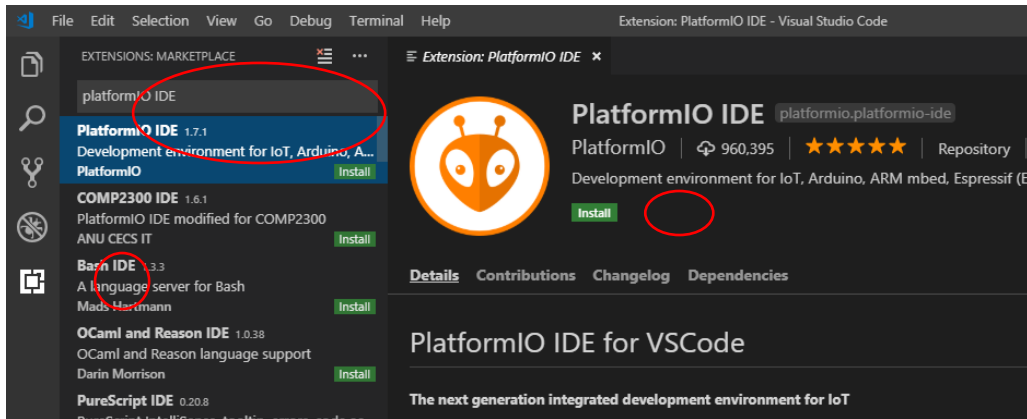 File Edit Selection View Go Debug Terminal Help Extension: PlatformIO IDE - Visual Studio Code
EXTENSIONS: MARKETPLACE
platformIO IDE
PlatformIO IDE 1.7.1
Development environment for IoT, Arduino, A...
PlatformIO Install
COMP2300 IDE 1.6.1
PlatformIO IDE modified for COMP2300
ANU CECS IT Install
Bash IDE 1.3.3
A language server for Bash
Mads Hartmann Install
OCaml and Reason IDE 1.0.38
OCaml and Reason language support
Darin Morrison Install
PureScript IDE 0.20.8
Extension: PlatformIO IDE
PlatformIO IDE platformio.platformio-ide
PlatformIO 960,395 Repository
Development environment for IoT, Arduino, ARM mbed, Espressif (E
Install
Details Contributions Changelog Dependencies
PlatformIO IDE for VSCode
The next generation integrated development environment for IoT